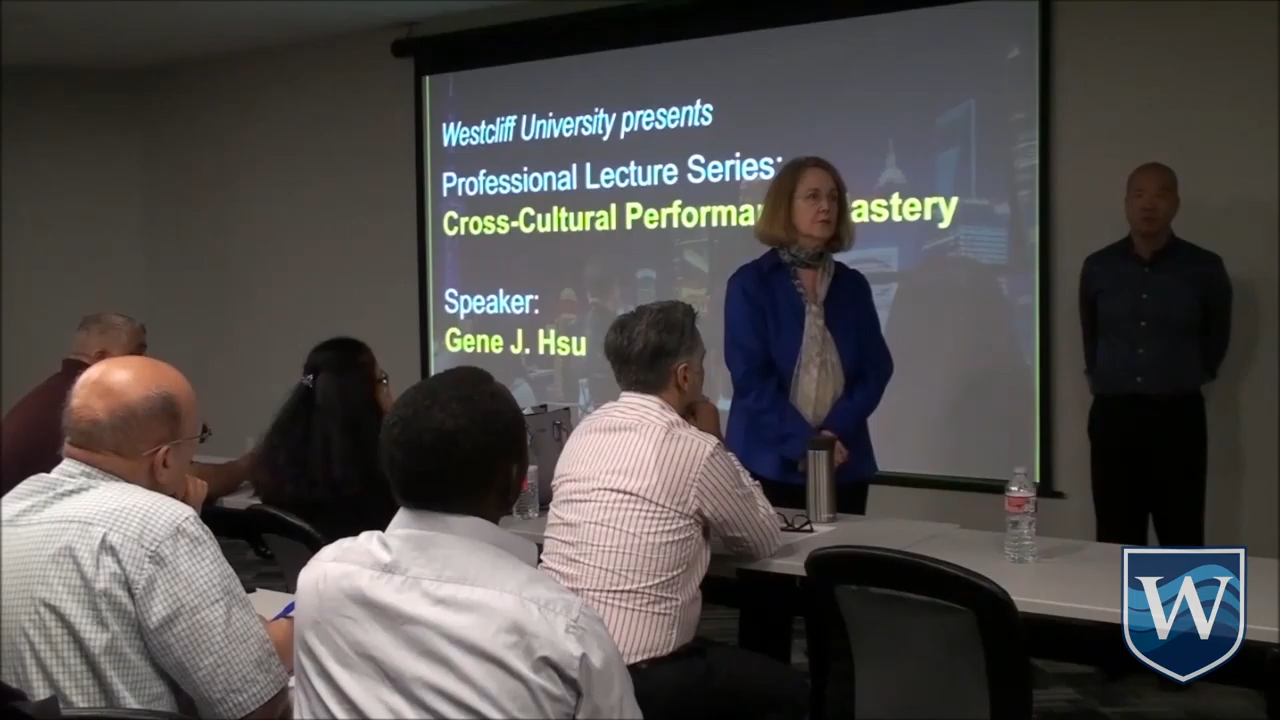 Westcliff University presents
Professional Lecture Series:
Cross-Cultural Performa astery
Speaker:
Gene J. Hsu
W